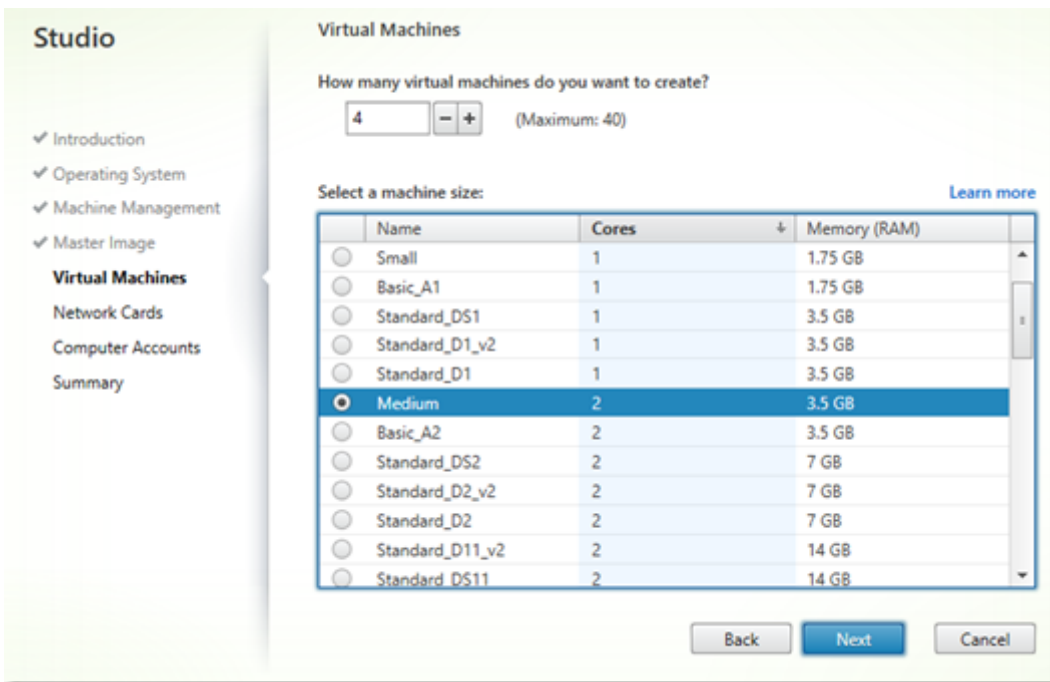 Studio
✔ Introduction
✔ Operating System
✔ Machine Management
✔ Master Image
Virtual Machines
Network Cards
Computer Accounts
Summary
Virtual Machines
How many virtual machines do you want to create?
4 - + (Maximum: 40)
Select a machine size: Learn more
Name Cores Memory (RAM)
Small 1 1.75 GB
Basic_A1 1 1.75 GB
Standard_DS1 1 3.5 GB
Standard_D1_v2 1 3.5 GB
Standard_D1 1 3.5 GB
Medium 2 3.5 GB
Basic_A2 2 3.5 GB
Standard_DS2 2 7 GB
Standard_D2_v2 2 7 GB
Standard_D2 2 7 GB
Standard_D11_v2 2 14 GB
Standard_DS11 2 14 GB
Back Next Cancel